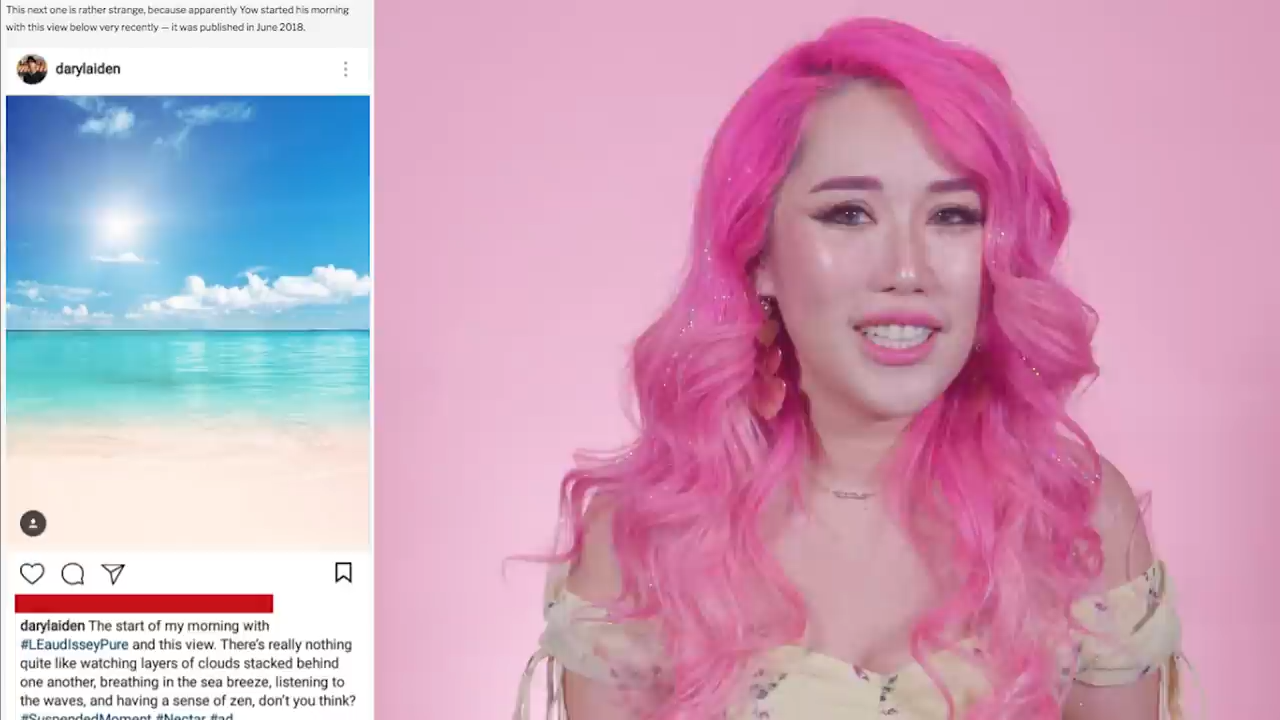 This next one is rather strange, because apparently Yow started his morning
with this view below very recently — it was published in June 2018.
darylaiden
darylaiden The start of my morning with
#LEaudIsseyPure and this view. There's really nothing
quite like watching layers of clouds stacked behind
one another, breathing in the sea breeze, listening to
the waves, and having a sense of zen, don't you think?
#SuspendedMoment #Nectar #ad